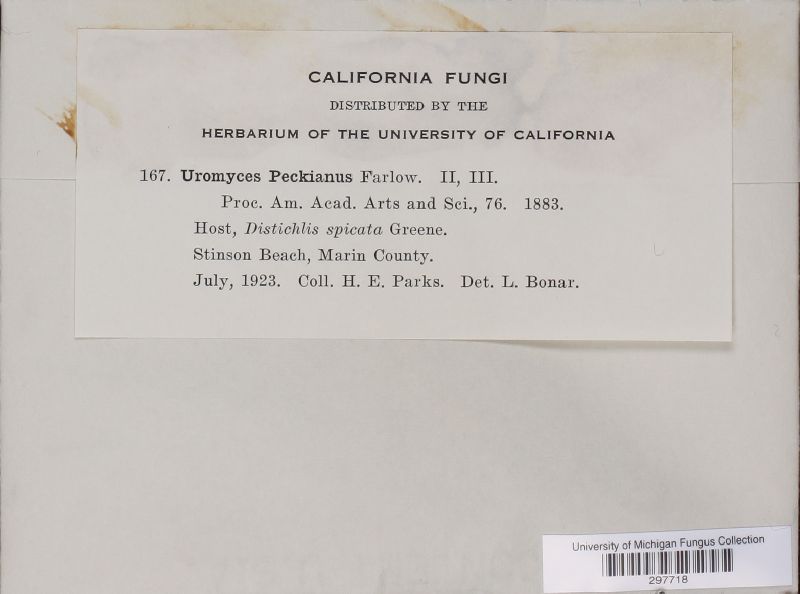 CALIFORNIA FUNGI
DISTRIBUTED BY THE
HERBARIUM OF THE UNIVERSITY OF CALIFORNIA
167. Uromyces Peckianus Farlow. II, III.
Proc. Am. Acad. Arts and Sci., 76. 1883.
Host, Distichlis spicata Greene.
Stinson Beach, Marin County.
July, 1923. Coll. H. E. Parks. Det. L. Bonar.
University of Michigan Fungus Collection
297718